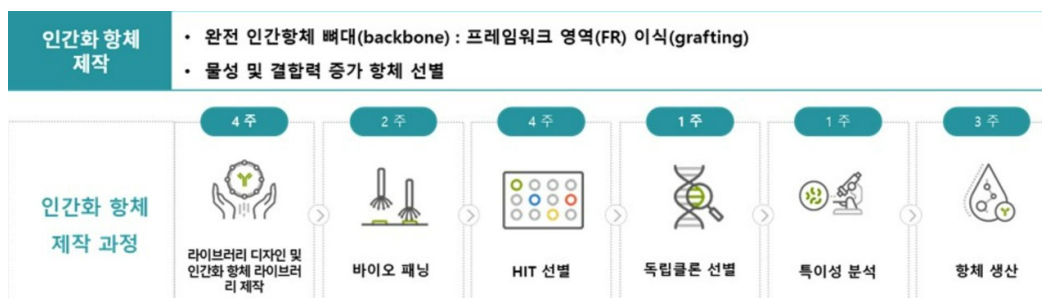 인간화 항체
제작
• 완전 인간항체 뼈대(backbone) : 프레임워크 영역(FR) 이식(grafting)
• 물성 및 결합력 증가 항체 선별
인간화 항체
제작 과정
4 주
라이브러리 디자인 및
인간화 항체 라이브러
리 제작
2 주
바이오 패닝
4 주
HIT 선별
1 주
독립클론 선별
1 주
특이성 분석
3 주
항체 생산